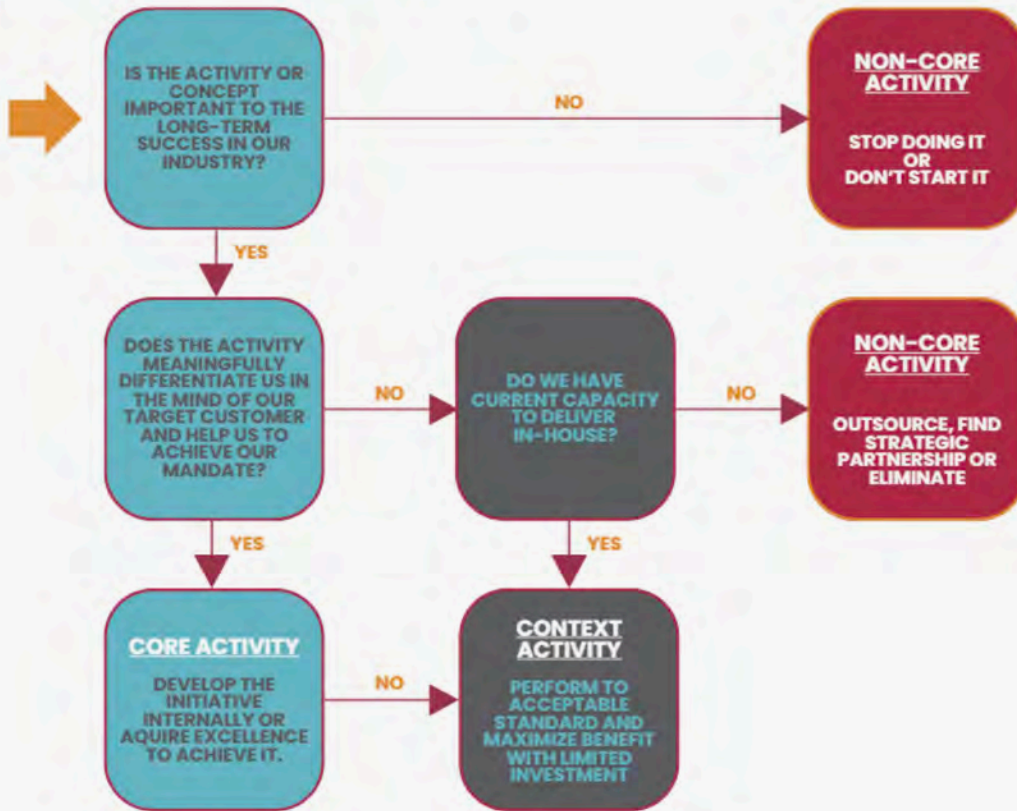 IS THE ACTIVITY OR
CONCEPT
IMPORTANT TO THE
LONG-TERM
SUCCESS IN OUR
INDUSTRY?
NO
NON-CORE
ACTIVITY
STOP DOING IT
OR
DON'T START IT
YES
DOES THE ACTIVITY
MEANINGFULLY
DIFFERENTIATE US IN
THE MIND OF OUR
TARGET CUSTOMER
AND HELP US TO
ACHIEVE OUR
MANDATE?
NO
DO WE HAVE
CURRENT CAPACITY
TO DELIVER
IN-HOUSE?
NO
NON-CORE
ACTIVITY
OUTSOURCE, FIND
STRATEGIC
PARTNERSHIP OR
ELIMINATE
YES
YES
CORE ACTIVITY
DEVELOP THE
INITIATIVE
INTERNALLY OR
AQUIRE EXCELLENCE
TO ACHIEVE IT.
NO
CONTEXT
ACTIVITY
PERFORM TO
ACCEPTABLE
STANDARD AND
MAXIMIZE BENEFIT
WITH LIMITED
INVESTMENT